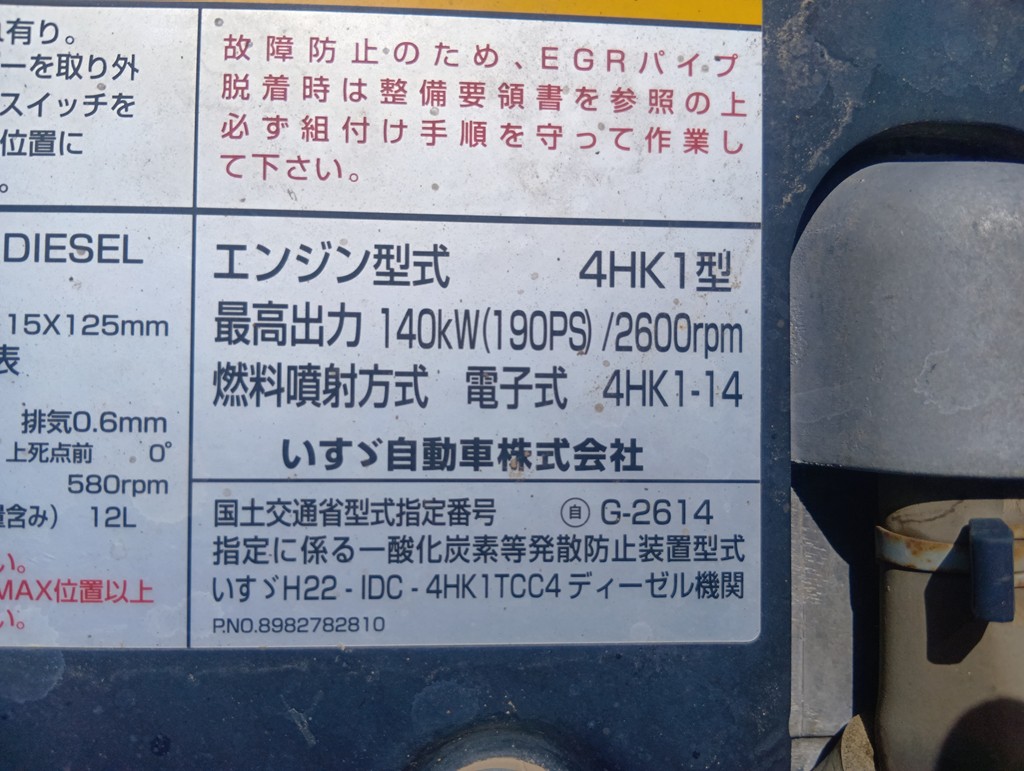 有り。
ーを取り外
スイッチを
位置に
。
故障防止のため、EGRパイプ
脱着時は整備要領書を参照の上
必ず組付け手順を守って作業し
て下さい。
DIESEL
15X125mm
表
排気0.6mm
上死点前 0°
580rpm
量含み) 12L
い。
MAX位置以上
い。
エンジン型式 4HK1型
最高出力 140kW(190PS)/2600rpm
燃料噴射方式 電子式 4HK1-14
いすゞ自動車株式会社
国土交通省型式指定番号 ㊀自 G-2614
指定に係る一酸化炭素等発散防止装置型式
いすゞH22 - IDC - 4HK1TCC4 ディーゼル機関
P.NO.8982782810